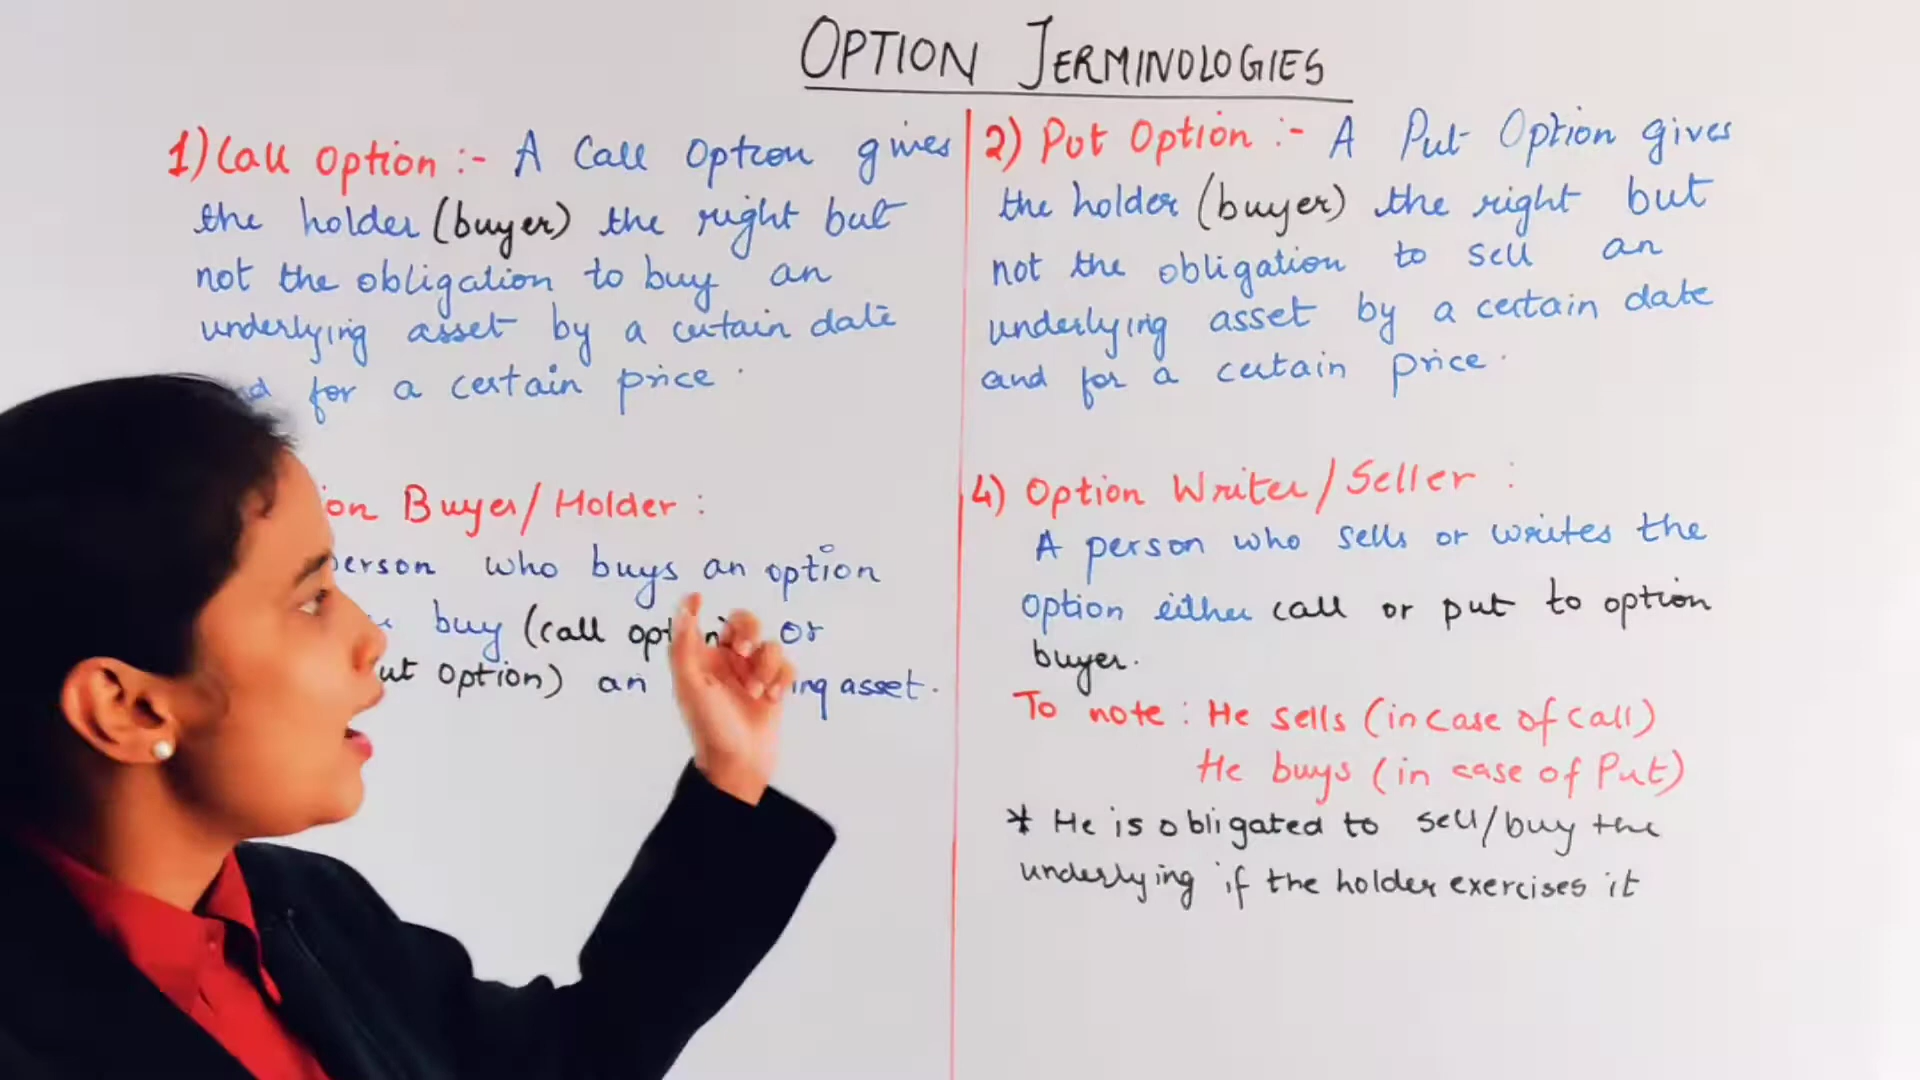 OPTION TERMINOLOGIES
1) Call Option :- A Call Option gives
the holder (buyer) the right but
not the obligation to buy an
underlying asset by a certain date
for a certain price.
2) Put Option :- A Put Option gives
the holder (buyer) the right but
not the obligation to sell an
underlying asset by a certain date
and for a certain price.
Buyer/Holder :
who buys an option
buy (call or
Option) an asset.
4) Option Writer/Seller :
A person who sells or writes the
option either call or put to option
buyer.
To note : He sells (in case of call)
He buys (in case of Put)
* He is obligated to sell/buy the
underlying if the holder exercises it